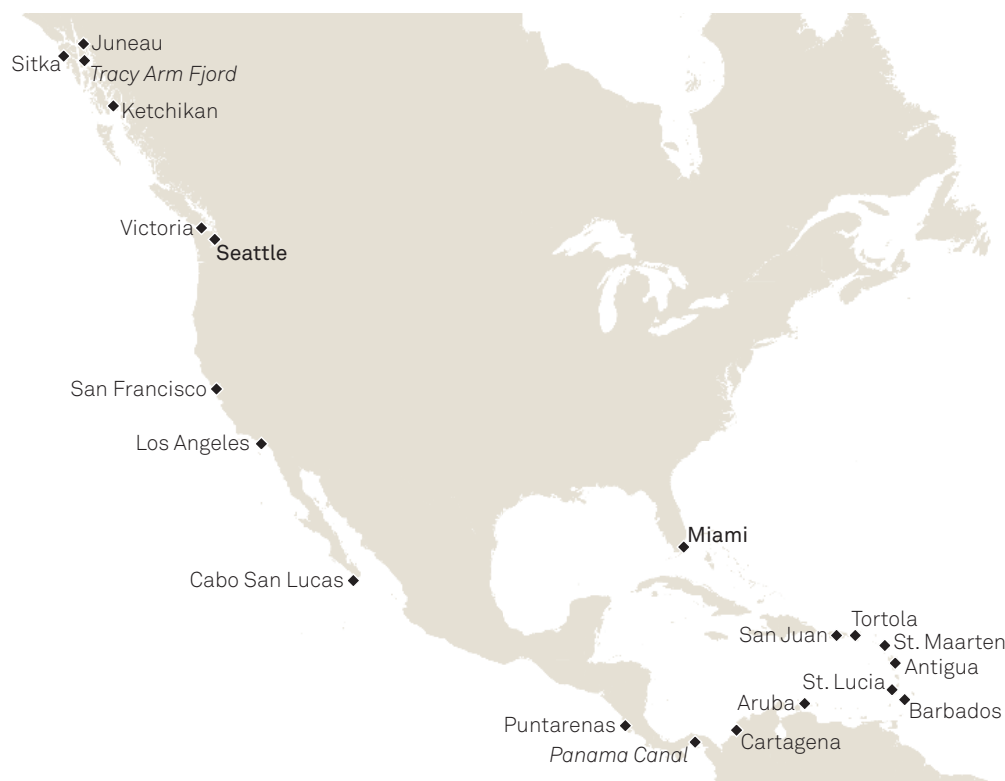 Juneau
Sitka
Tracy Arm Fjord
Ketchikan
Victoria
Seattle
San Francisco
Los Angeles
Miami
Cabo San Lucas
Tortola
San Juan
St. Maarten
Antigua
St. Lucia
Aruba
Barbados
Puntarenas
Cartagena
Panama Canal